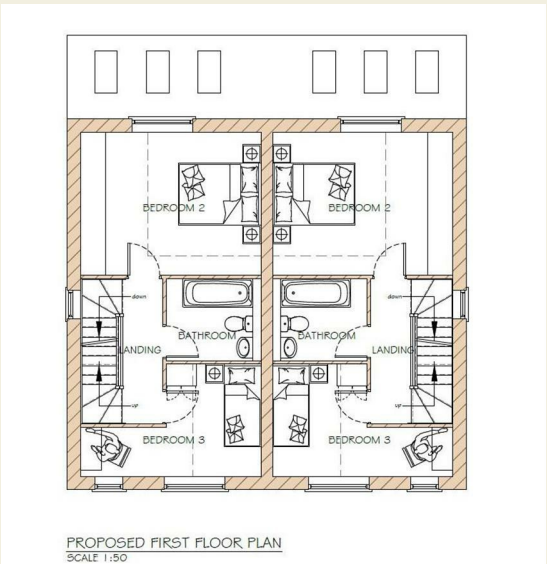 BEDROOM 2 BEDROOM 2
down down
BATHROOM BATHROOM
LANDING LANDING
up up
BEDROOM 3 BEDROOM 3
PROPOSED FIRST FLOOR PLAN
SCALE 1:50